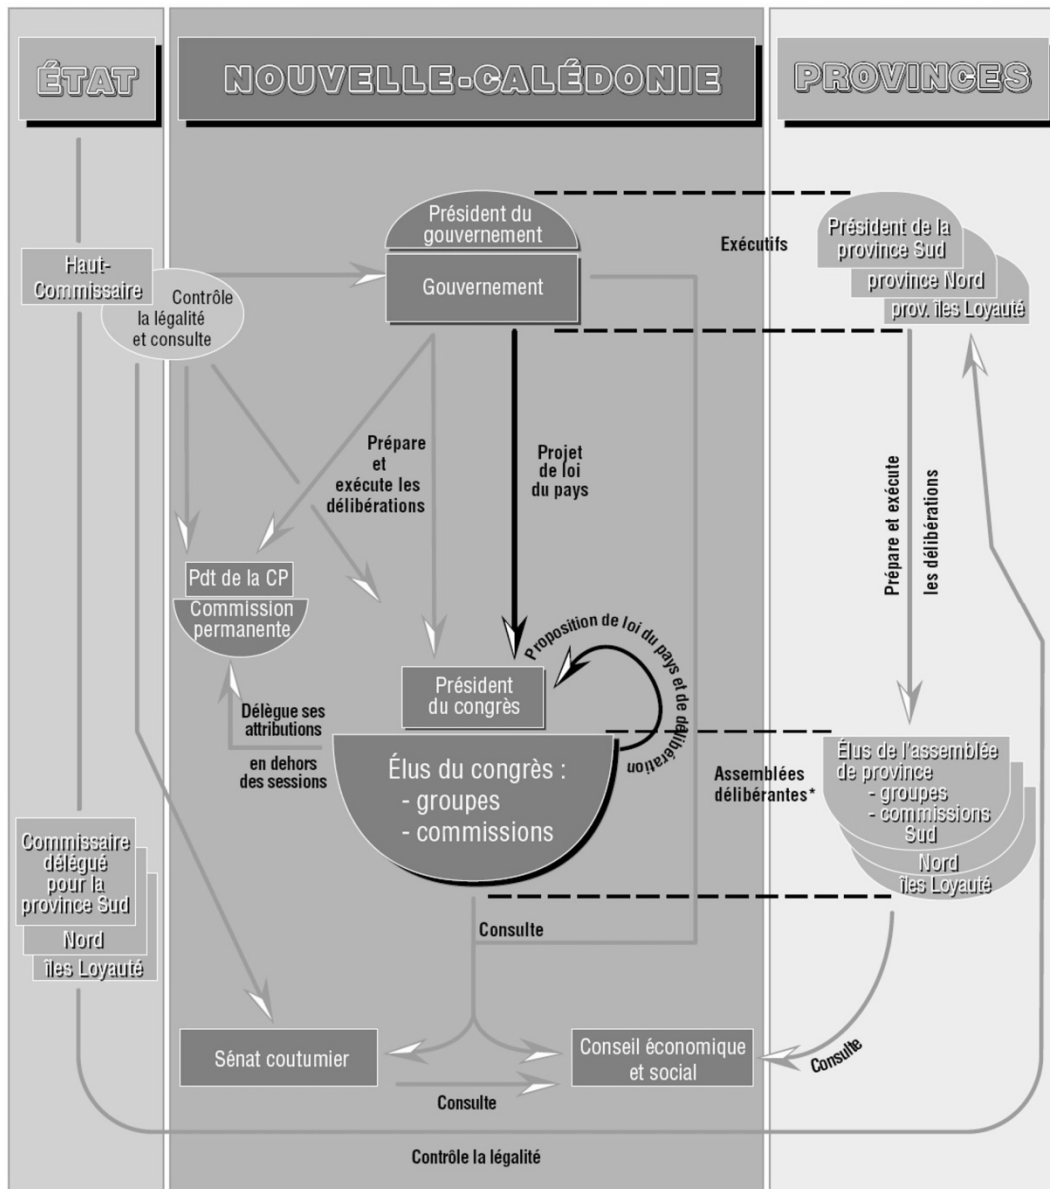 ÉTAT
NOUVELLE-CALÉDONIE
PROVINCES
Président du
gouvernement
Gouvernement
Exécutifs
Président de la
province Sud
province Nord
prov. îles Loyauté
Haut-
Commissaire
Contrôle
la légalité
et consulte
Prépare
et
exécute les
délibérations
Projet
de loi
du pays
Prépare et exécute
les délibérations
Pdt de la CP
Commission
permanente
Proposition de loi du pays et de délibération
Président
du congrès
Délègue ses
attributions
en dehors
des sessions
Élus du congrès :
- groupes
- commissions
Assemblées
délibérantes*
Élus de l'assemblée
de province
- groupes
- commissions
Sud
Nord
îles Loyauté
Commissaire
délégué
pour la
province Sud
Nord
îles Loyauté
Consulte
Sénat coutumier
Conseil économique
et social
Consulte
Consulte
Contrôle la légalité